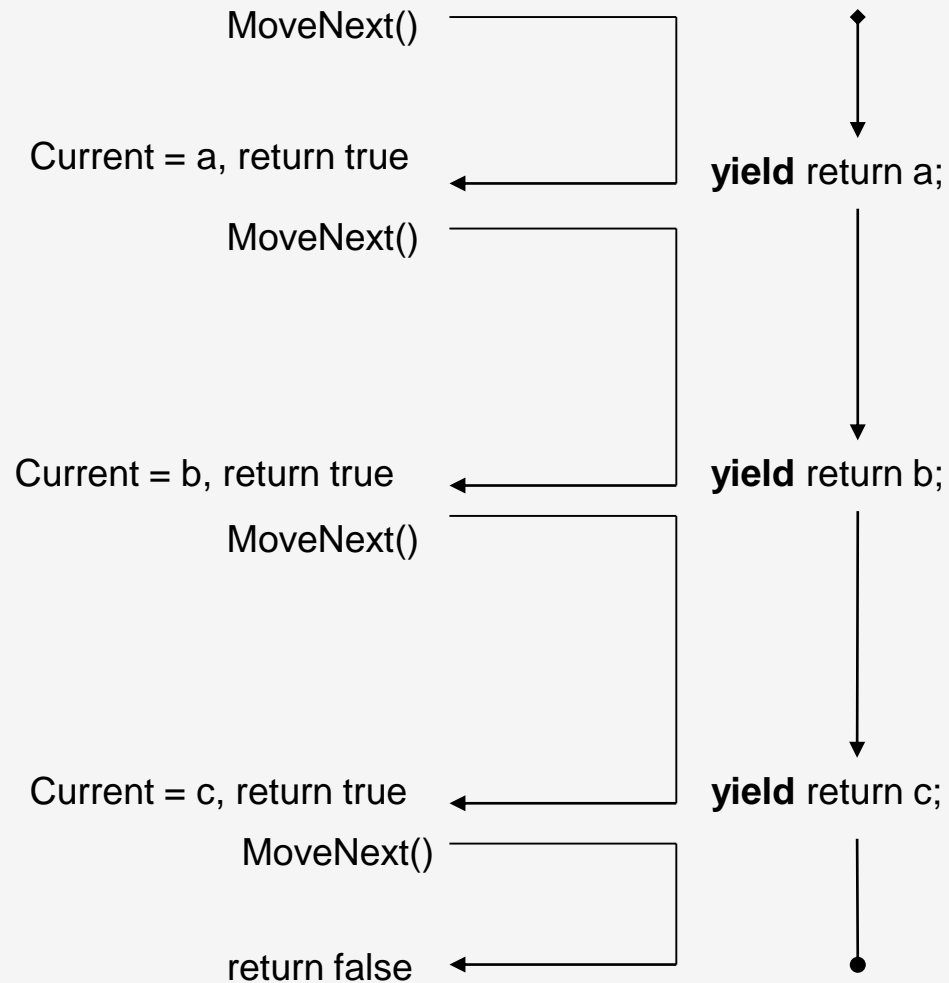 MoveNext()
Current = a, return true
yield return a;
MoveNext()
Current = b, return true
yield return b;
MoveNext()
Current = c, return true
yield return c;
MoveNext()
return false